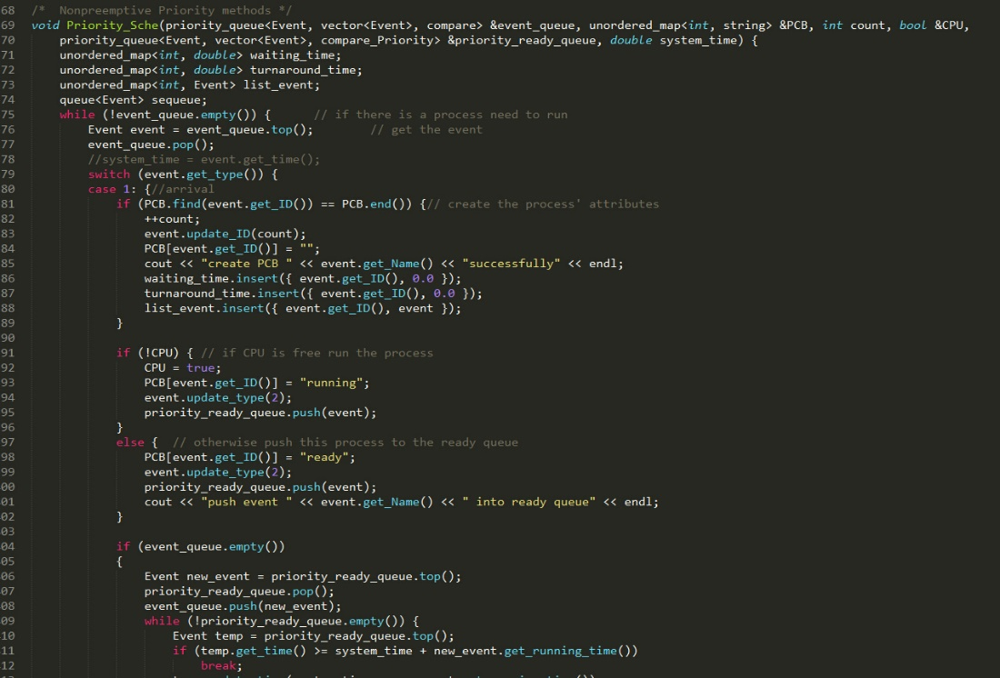 68 /*  Nonpreemptive Priority methods */
69 void Priority_Sche(priority_queue<Event, vector<Event>, compare> &event_queue, unordered_map<int, string> &PCB, int count, bool &CPU,
70     priority_queue<Event, vector<Event>, compare_Priority> &priority_ready_queue, double system_time) {
71     unordered_map<int, double> waiting_time;
72     unordered_map<int, double> turnaround_time;
73     unordered_map<int, Event> list_event;
74     queue<Event> sequeue;
75     while (!event_queue.empty()) {      // if there is a process need to run
76         Event event = event_queue.top();        // get the event
77         event_queue.pop();
78         //system_time = event.get_time();
79         switch (event.get_type()) {
80         case 1: {//arrival
81             if (PCB.find(event.get_ID()) == PCB.end()) {// create the process' attributes
82                 ++count;
83                 event.update_ID(count);
84                 PCB[event.get_ID()] = "";
85                 cout << "create PCB " << event.get_Name() << "successfully" << endl;
86                 waiting_time.insert({ event.get_ID(), 0.0 });
87                 turnaround_time.insert({ event.get_ID(), 0.0 });
88                 list_event.insert({ event.get_ID(), event });
89             }
90
91             if (!CPU) { // if CPU is free run the process
92                 CPU = true;
93                 PCB[event.get_ID()] = "running";
94                 event.update_type(2);
95                 priority_ready_queue.push(event);
96             }
97             else {  // otherwise push this process to the ready queue
98                 PCB[event.get_ID()] = "ready";
99                 event.update_type(2);
00                 priority_ready_queue.push(event);
01                 cout << "push event " << event.get_Name() << " into ready queue" << endl;
02             }
03
04             if (event_queue.empty())
05             {
06                 Event new_event = priority_ready_queue.top();
07                 priority_ready_queue.pop();
08                 event_queue.push(new_event);
09                 while (!priority_ready_queue.empty()) {
10                     Event temp = priority_ready_queue.top();
11                     if (temp.get_time() >= system_time + new_event.get_running_time())
12                         break;